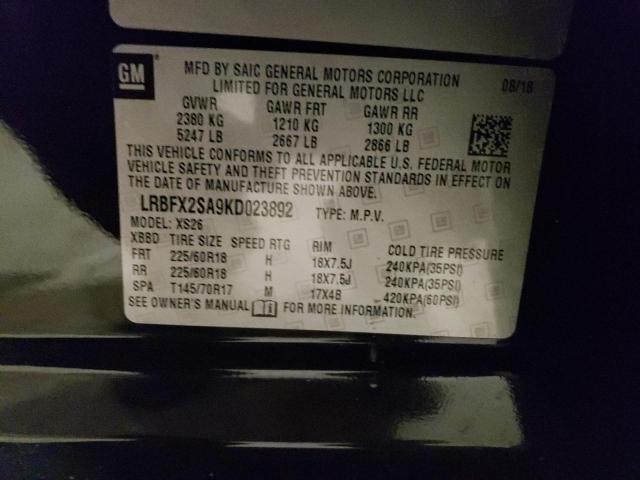 GM
MFD BY SAIC GENERAL MOTORS CORPORATION
LIMITED FOR GENERAL MOTORS LLC 08/18
GVWR GAWR FRT GAWR RR
2380 KG 1210 KG 1300 KG
5247 LB 2667 LB 2866 LB
THIS VEHICLE CONFORMS TO ALL APPLICABLE U.S. FEDERAL MOTOR
VEHICLE SAFETY AND THEFT PREVENTION STANDARDS IN EFFECT ON
THE DATE OF MANUFACTURE SHOWN ABOVE.
LRBFX2SA9KD023892 TYPE: M.P.V.
MODEL: XS26
XBBD TIRE SIZE SPEED RTG RIM COLD TIRE PRESSURE
FRT 225/60R18 H 18X7.5J 240KPA(35PSI)
RR 225/60R18 H 18X7.5J 240KPA(35PSI)
SPA T145/70R17 M 17X4B 420KPA(60PSI)
SEE OWNER'S MANUAL FOR MORE INFORMATION.